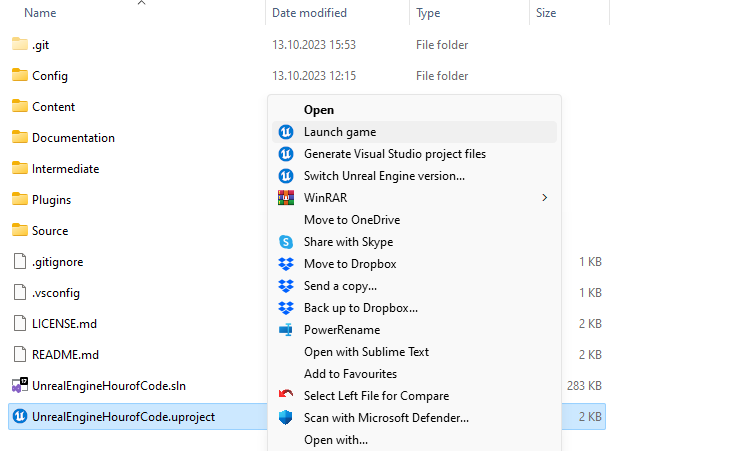 Name Date modified Type Size
.git 13.10.2023 15:53 File folder
Config 13.10.2023 12:15 File folder
Content
Documentation
Intermediate
Plugins
Source
.gitignore 1 KB
.vsconfig 1 KB
LICENSE.md 2 KB
README.md 2 KB
UnrealEngineHourofCode.sln 283 KB
UnrealEngineHourofCode.uproject 2 KB
Open
Launch game
Generate Visual Studio project files
Switch Unreal Engine version...
WinRAR
Move to OneDrive
Share with Skype
Move to Dropbox
Send a copy...
Back up to Dropbox...
PowerRename
Open with Sublime Text
Add to Favourites
Select Left File for Compare
Scan with Microsoft Defender...
Open with...